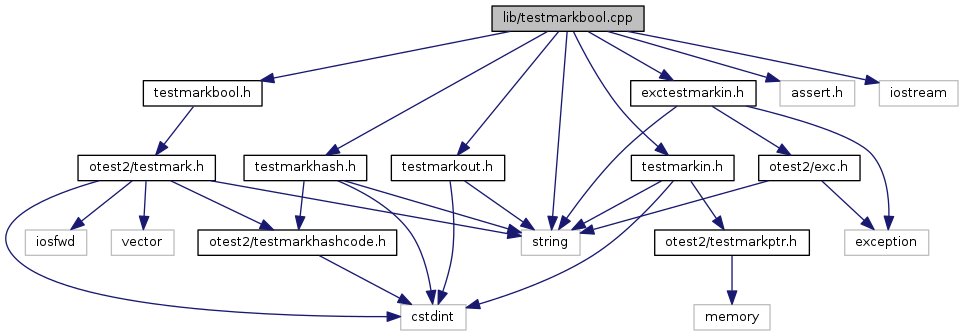 lib/testmarkbool.cpp
testmarkbool.h
exctestmarkin.h
assert.h
iostream
otest2/testmark.h
testmarkhash.h
testmarkout.h
testmarkin.h
otest2/exc.h
iosfwd
vector
otest2/testmarkhashcode.h
string
otest2/testmarkptr.h
exception
cstdint
memory